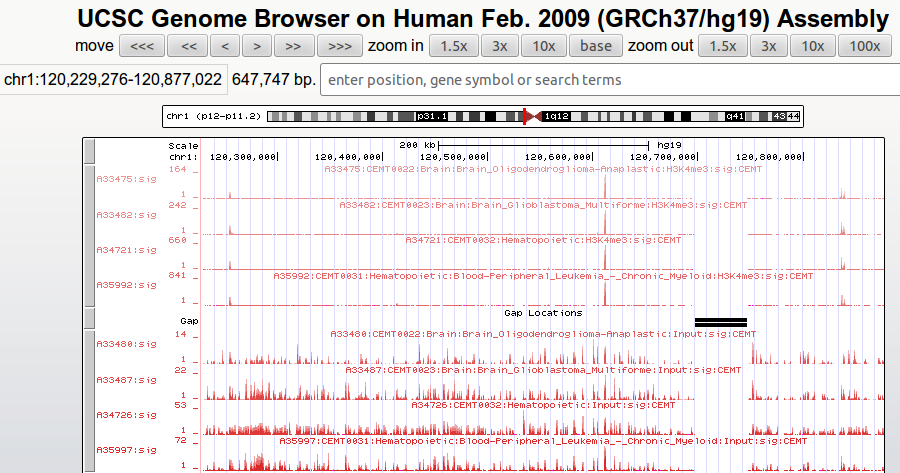 UCSC Genome Browser on Human Feb. 2009 (GRCh37/hg19) Assembly
move <<< << < > >> >>> zoom in 1.5x 3x 10x base zoom out 1.5x 3x 10x 100x
chr1:120,229,276-120,877,022 647,747 bp. enter position, gene symbol or search terms
chr1 (p12-p11.2) p31.1 1q12 q41 43 44
Scale 200 kb hg19
chr1: 120,300,000 120,400,000 120,500,000 120,600,000 120,700,000 120,800,000
164 A33475:CEMT0022:Brain:Brain_Oligodendroglioma-Anaplastic:H3K4me3:sig:CEMT
A33475:sig
1
242 A33482:CEMT0023:Brain:Brain_Glioblastoma_Multiforme:H3K4me3:sig:CEMT
A33482:sig
1
660 A34721:CEMT0032:Hematopoietic:H3K4me3:sig:CEMT
A34721:sig
1
841 A35992:CEMT0031:Hematopoietic:Blood-Peripheral_Leukemia_-_Chronic_Myeloid:H3K4me3:sig:CEMT
A35992:sig
1
Gap Locations
Gap
14 A33480:CEMT0022:Brain:Brain_Oligodendroglioma-Anaplastic:Input:sig:CEMT
A33480:sig
1
22 A33487:CEMT0023:Brain:Brain_Glioblastoma_Multiforme:Input:sig:CEMT
A33487:sig
1
53 A34726:CEMT0032:Hematopoietic:Input:sig:CEMT
A34726:sig
1
72 A35997:CEMT0031:Hematopoietic:Blood-Peripheral_Leukemia_-_Chronic_Myeloid:Input:sig:CEMT
A35997:sig
1